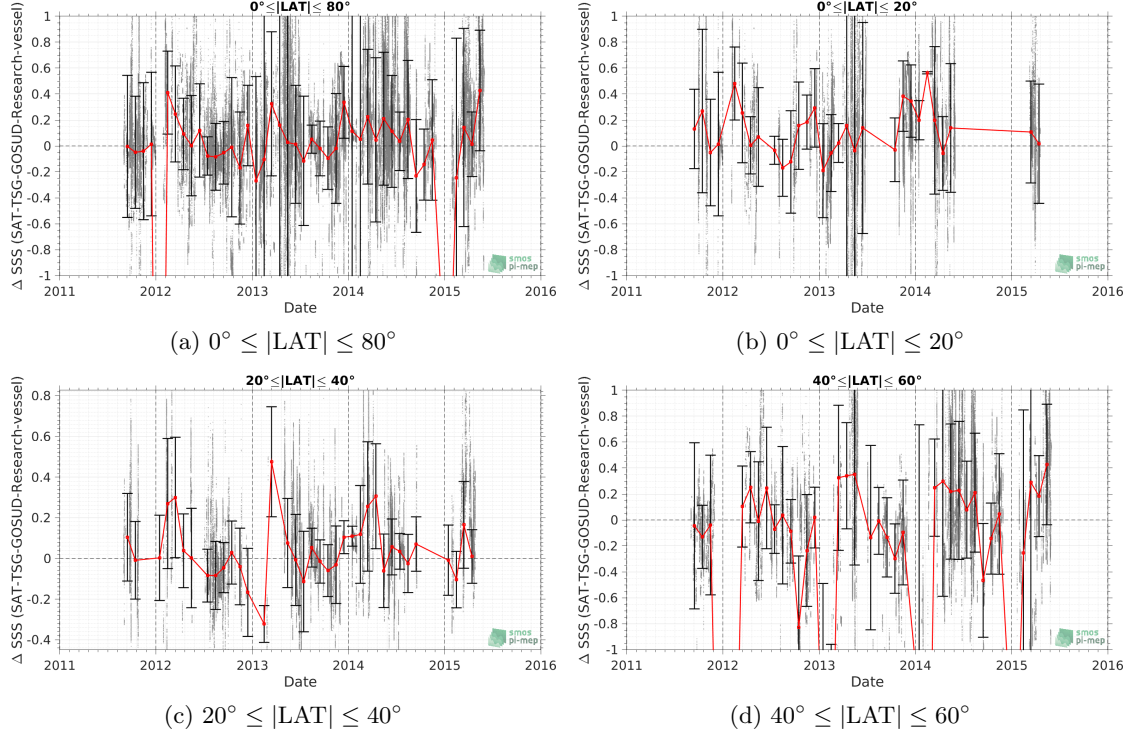 0°≤|LAT|≤ 80°
Δ SSS (SAT-TSG-GOSUD-Research-vessel)
1
0.8
0.6
0.4
0.2
0
-0.2
-0.4
-0.6
-0.8
-1
2011 2012 2013 2014 2015 2016
Date
smos
pi-mep
(a) 0° ≤ |LAT| ≤ 80°
0°≤|LAT|≤ 20°
Δ SSS (SAT-TSG-GOSUD-Research-vessel)
1
0.8
0.6
0.4
0.2
0
-0.2
-0.4
-0.6
-0.8
-1
2011 2012 2013 2014 2015 2016
Date
smos
pi-mep
(b) 0° ≤ |LAT| ≤ 20°
20°≤|LAT|≤ 40°
Δ SSS (SAT-TSG-GOSUD-Research-vessel)
0.8
0.6
0.4
0.2
0
-0.2
-0.4
2011 2012 2013 2014 2015 2016
Date
smos
pi-mep
(c) 20° ≤ |LAT| ≤ 40°
40°≤|LAT|≤ 60°
Δ SSS (SAT-TSG-GOSUD-Research-vessel)
1
0.8
0.6
0.4
0.2
0
-0.2
-0.4
-0.6
-0.8
-1
2011 2012 2013 2014 2015 2016
Date
smos
pi-mep
(d) 40° ≤ |LAT| ≤ 60°